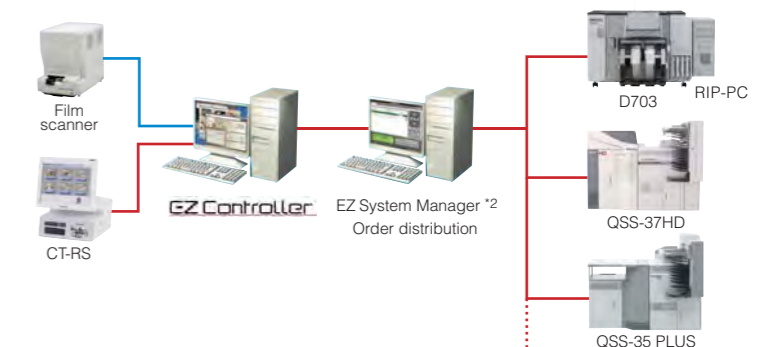 Film
scanner
CT-RS
EZ Controller
EZ System Manager *2
Order distribution
D703
RIP-PC
QSS-37HD
QSS-35 PLUS